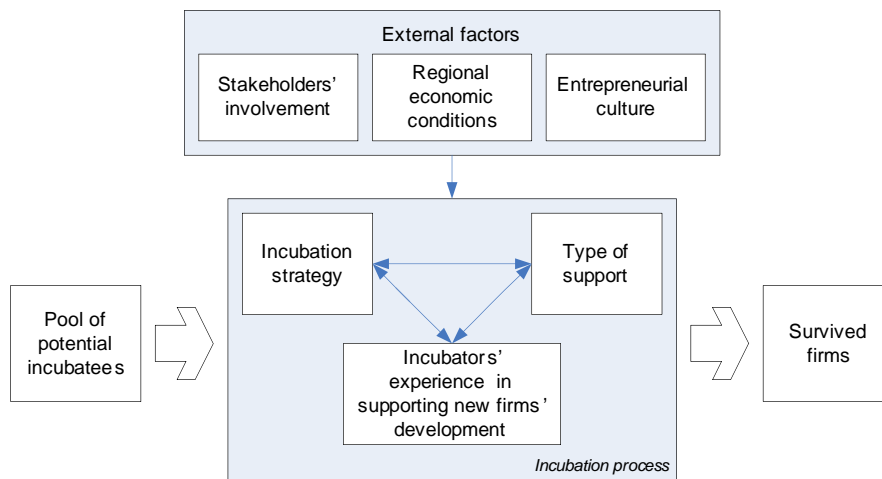 External factors
Stakeholders’
involvement
Regional
economic
conditions
Entrepreneurial
culture
Incubation
strategy
Type of
support
Pool of
potential
incubatees
Incubators’
experience in
supporting new firms’
development
Survived
firms
Incubation process